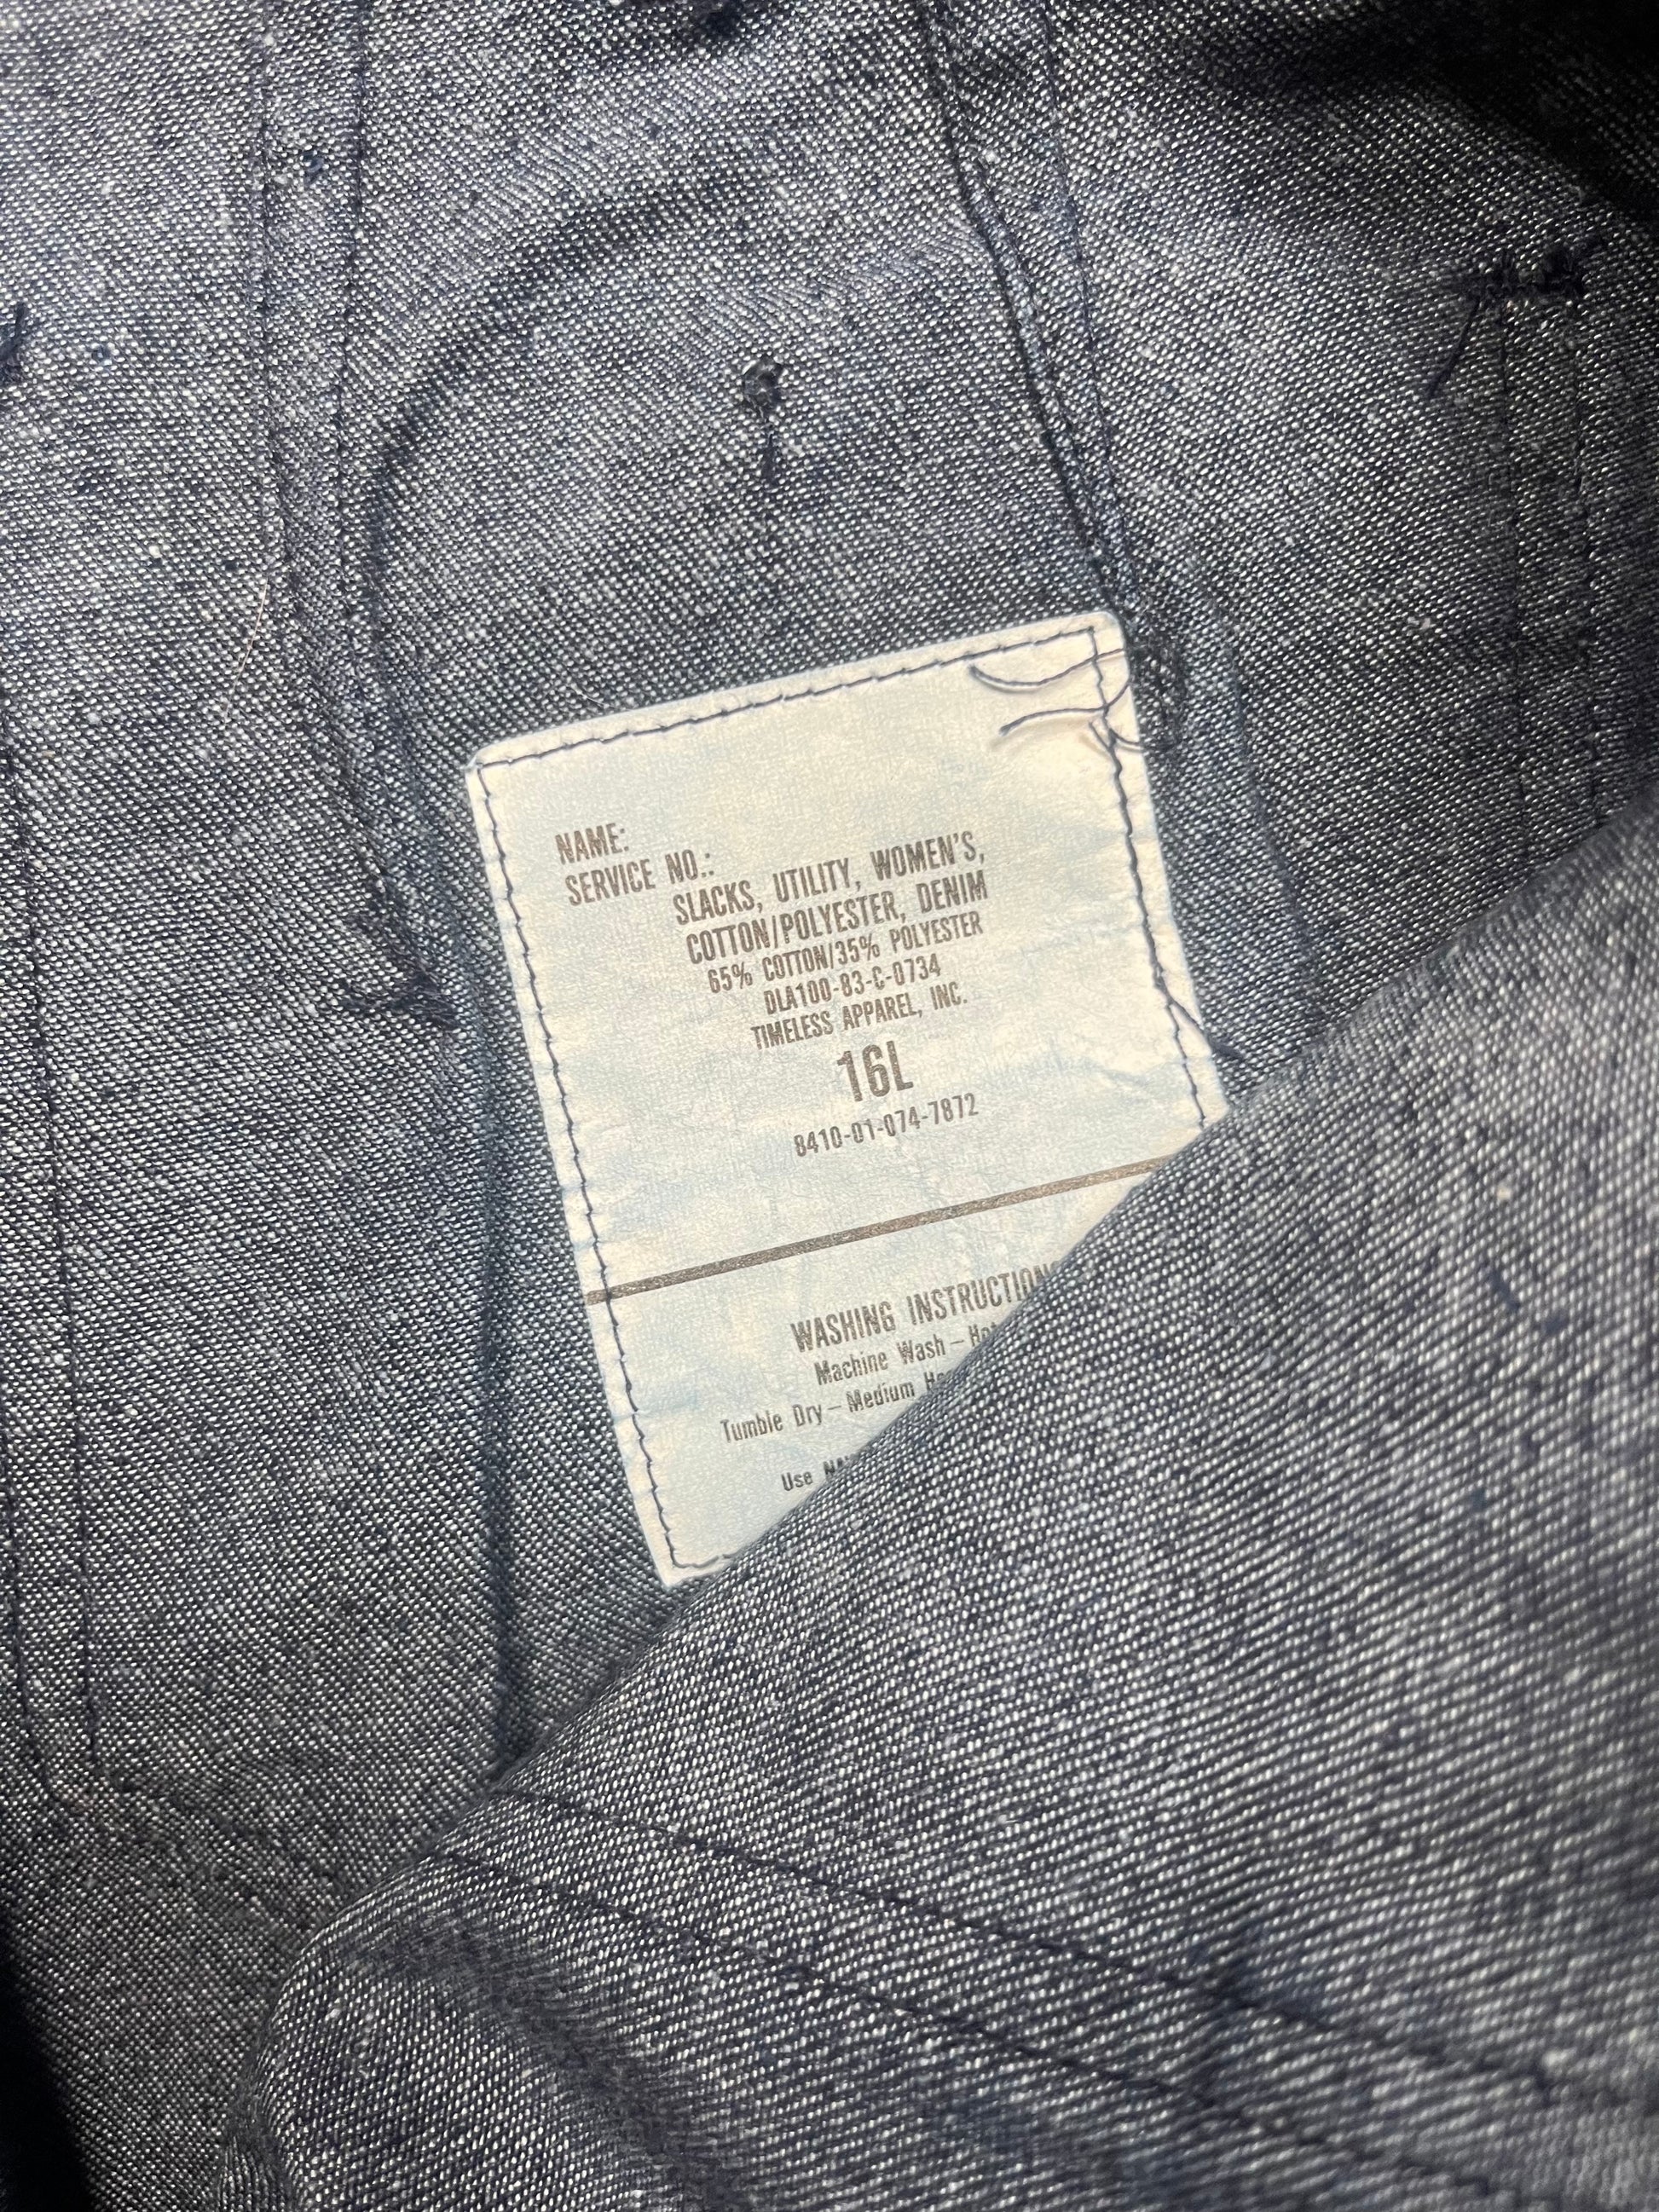 NAME:
SERVICE NO.:
SLACKS, UTILITY, WOMEN'S,
COTTON/POLYESTER, DENIM
65% COTTON/35% POLYESTER
DLA100-83-C-0734
TIMELESS APPAREL, INC.
16L
8410-01-074-7872
WASHING INSTRUCTION
Machine Wash – Hot
Tumble Dry – Medium
Use